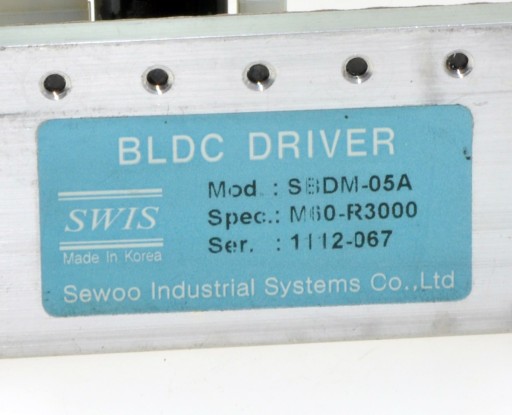 BLDC DRIVER
Mod. : SBDM-05A
Spec.: M60-R3000
Ser. : 1112-067
SWIS
Made In Korea
Sewoo Industrial Systems Co.,Ltd